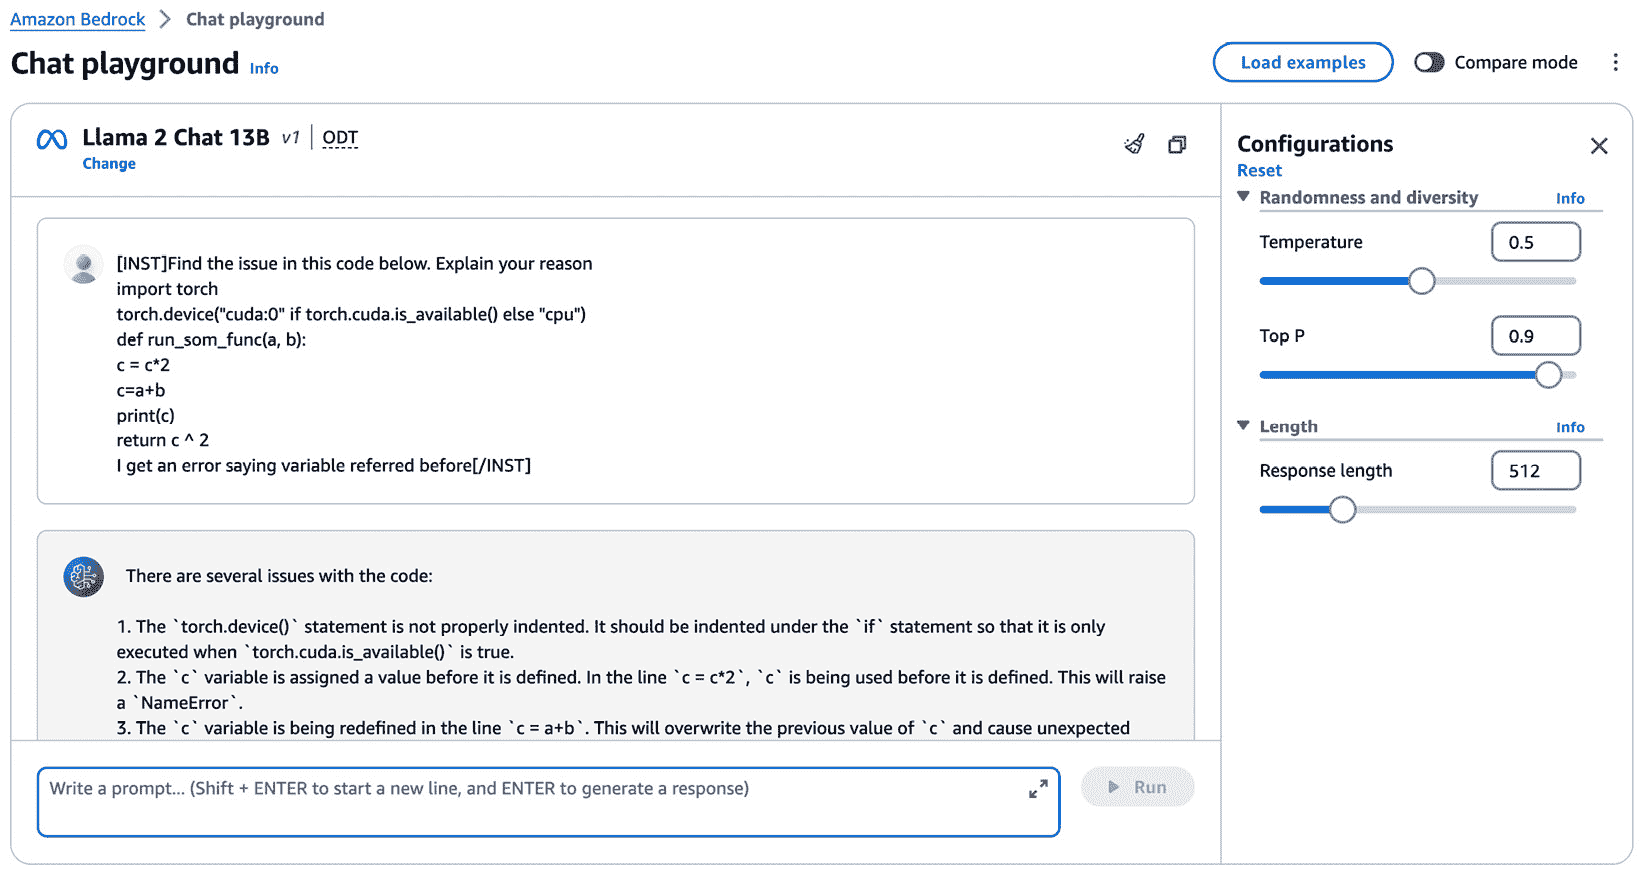 Amazon Bedrock > Chat playground
Chat playground Info
Load examples
Compare mode
Llama 2 Chat 13B v1 | ODT
Change
[INST]Find the issue in this code below. Explain your reason
import torch
torch.device("cuda:0" if torch.cuda.is_available() else "cpu")
def run_som_func(a, b):
c = c*2
c=a+b
print(c)
return c ^ 2
I get an error saying variable referred before[/INST]
There are several issues with the code:
1. The `torch.device()` statement is not properly indented. It should be indented under the `if` statement so that it is only
executed when `torch.cuda.is_available()` is true.
2. The `c` variable is assigned a value before it is defined. In the line `c = c*2`, `c` is being used before it is defined. This will raise
a `NameError`.
3. The `c` variable is being redefined in the line `c = a+b`. This will overwrite the previous value of `c` and cause unexpected
Write a prompt... (Shift + ENTER to start a new line, and ENTER to generate a response)
Run
Configurations
Reset
Randomness and diversity Info
Temperature 0.5
Top P 0.9
Length Info
Response length 512